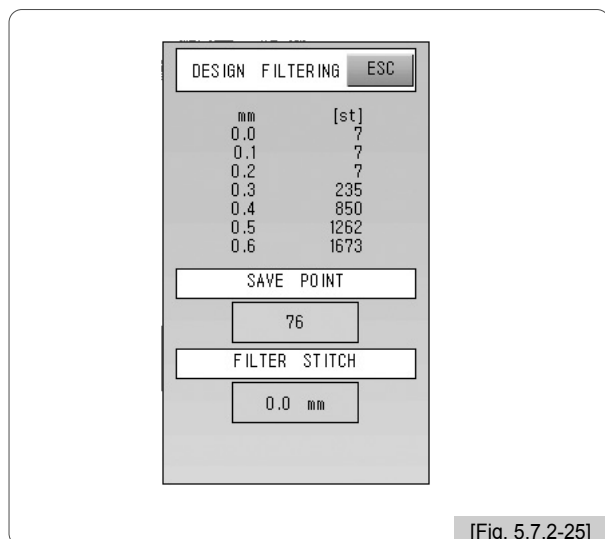 DESIGN FILTERING ESC
mm [st]
0.0 7
0.1 7
0.2 7
0.3 235
0.4 850
0.5 1262
0.6 1673
SAVE POINT
76
FILTER STITCH
0.0 mm
[Fig. 5.7.2-25]